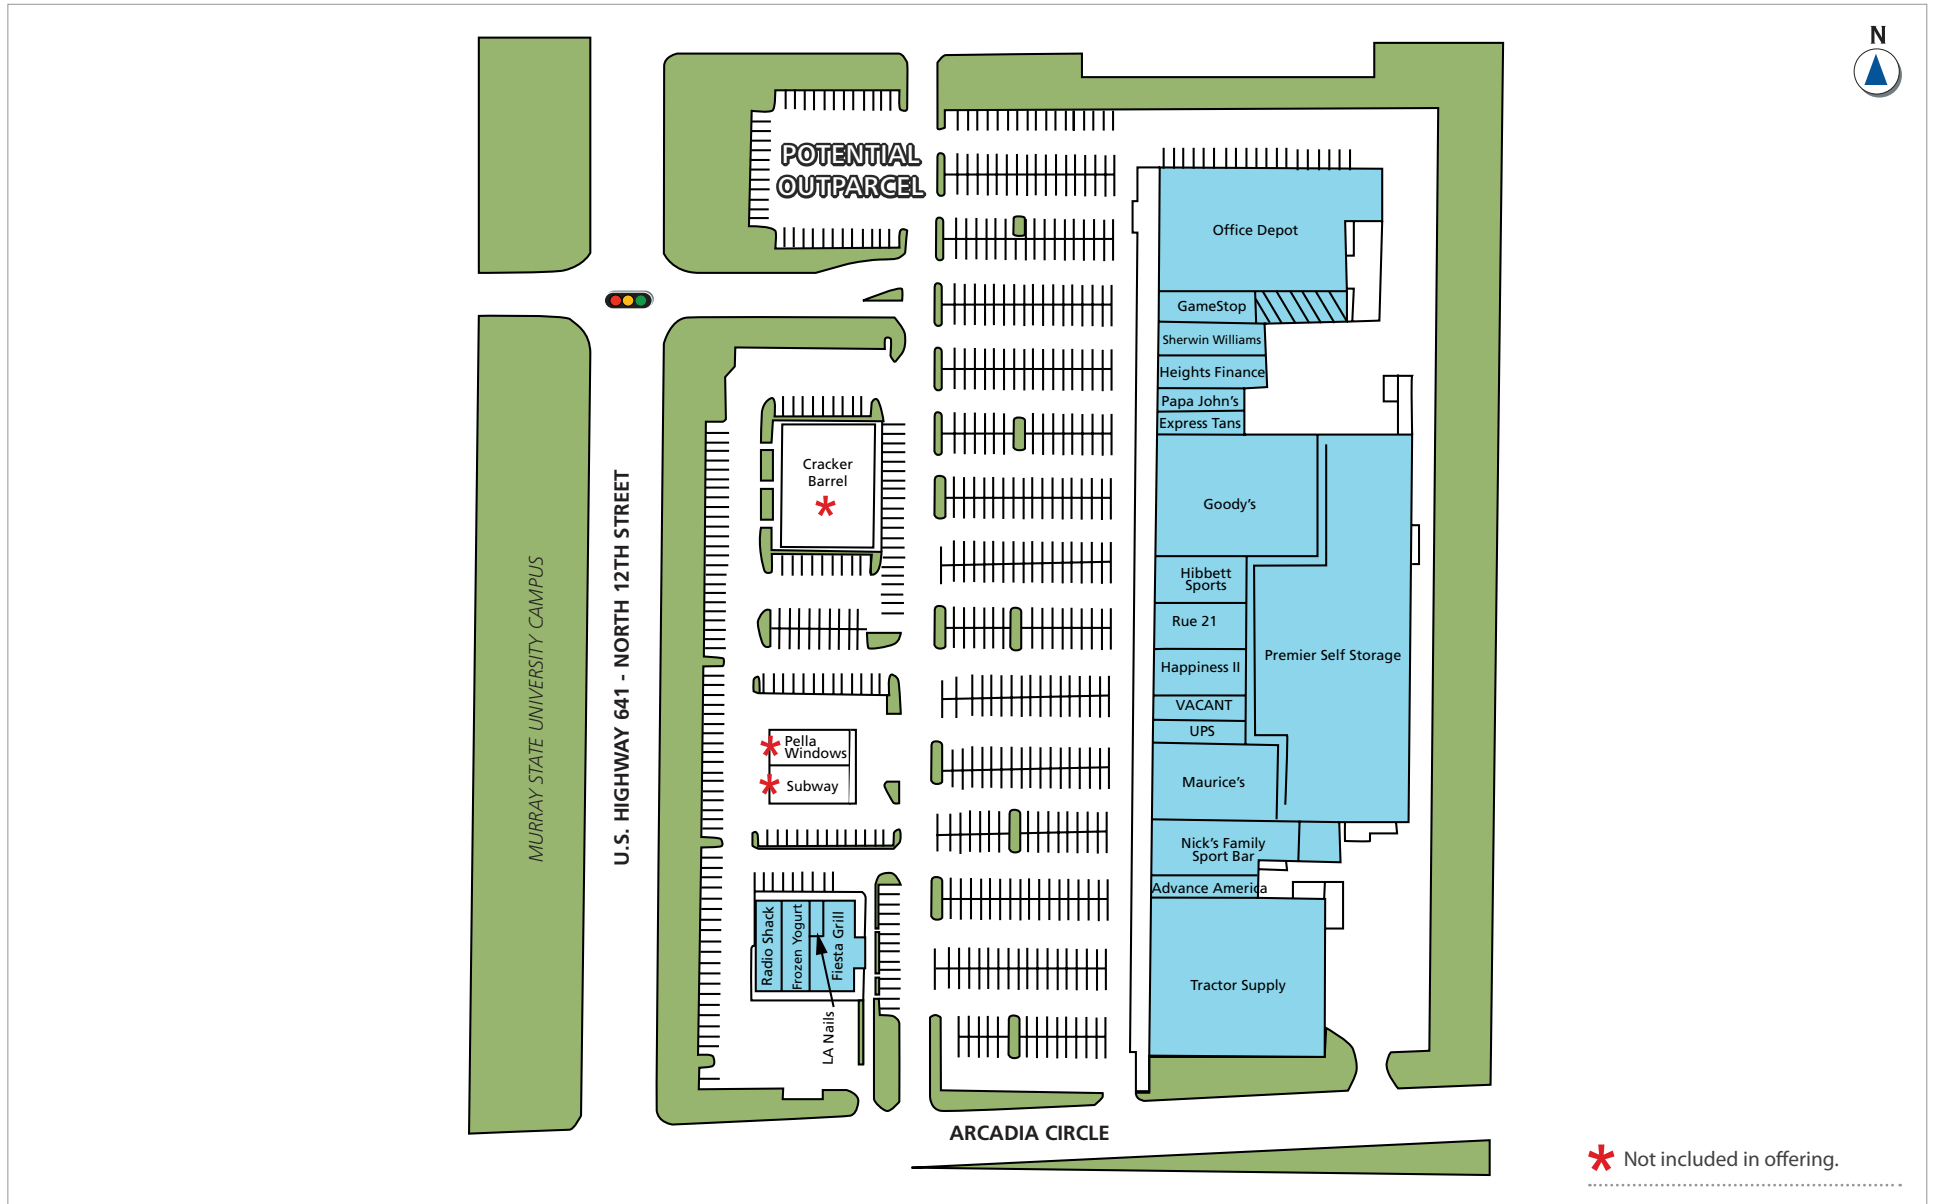 N
POTENTIAL
OUTPARCEL
Office Depot
GameStop
Sherwin Williams
Heights Finance
Papa John's
Express Tans
Cracker
Barrel
*
Goody's
U.S. HIGHWAY 641 - NORTH 12TH STREET
MURRAY STATE UNIVERSITY CAMPUS
Hibbett
Sports
Rue 21
Premier Self Storage
Happiness II
VACANT
UPS
* Pella
Windows
* Subway
Maurice's
Nick's Family
Sport Bar
Advance America
Radio Shack
Frozen Yogurt
Fiesta Grill
LA Nails
Tractor Supply
ARCADIA CIRCLE
* Not included in offering.